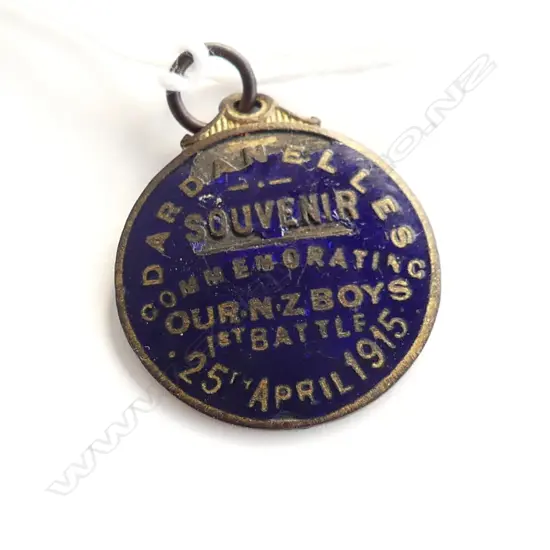 DARDANELLES
SOUVENIR
COMMEMORATING
OUR.N.Z BOYS
1ST BATTLE
·25TH APRIL 1915·